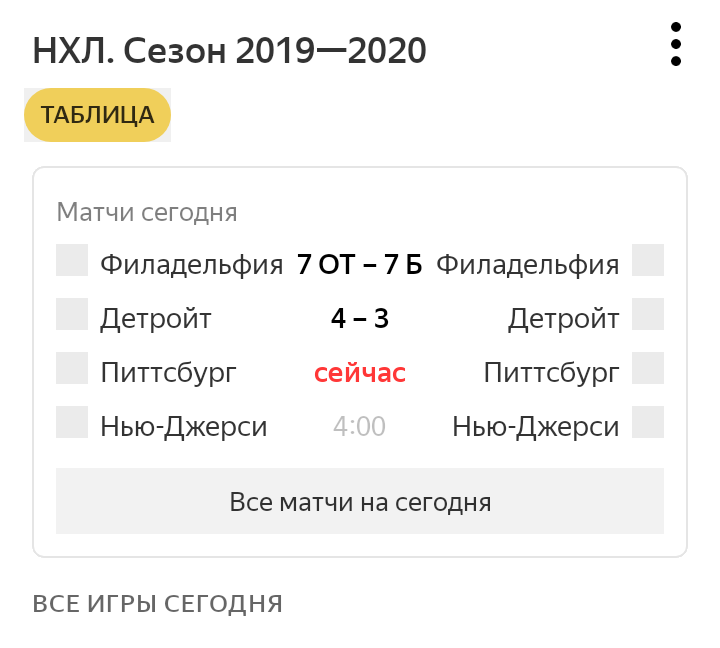 НХЛ. Сезон 2019—2020
ТАБЛИЦА
Матчи сегодня
Филадельфия 7 ОТ – 7 Б Филадельфия
Детройт 4 – 3 Детройт
Питтсбург сейчас Питтсбург
Нью-Джерси 4:00 Нью-Джерси
Все матчи на сегодня
ВСЕ ИГРЫ СЕГОДНЯ